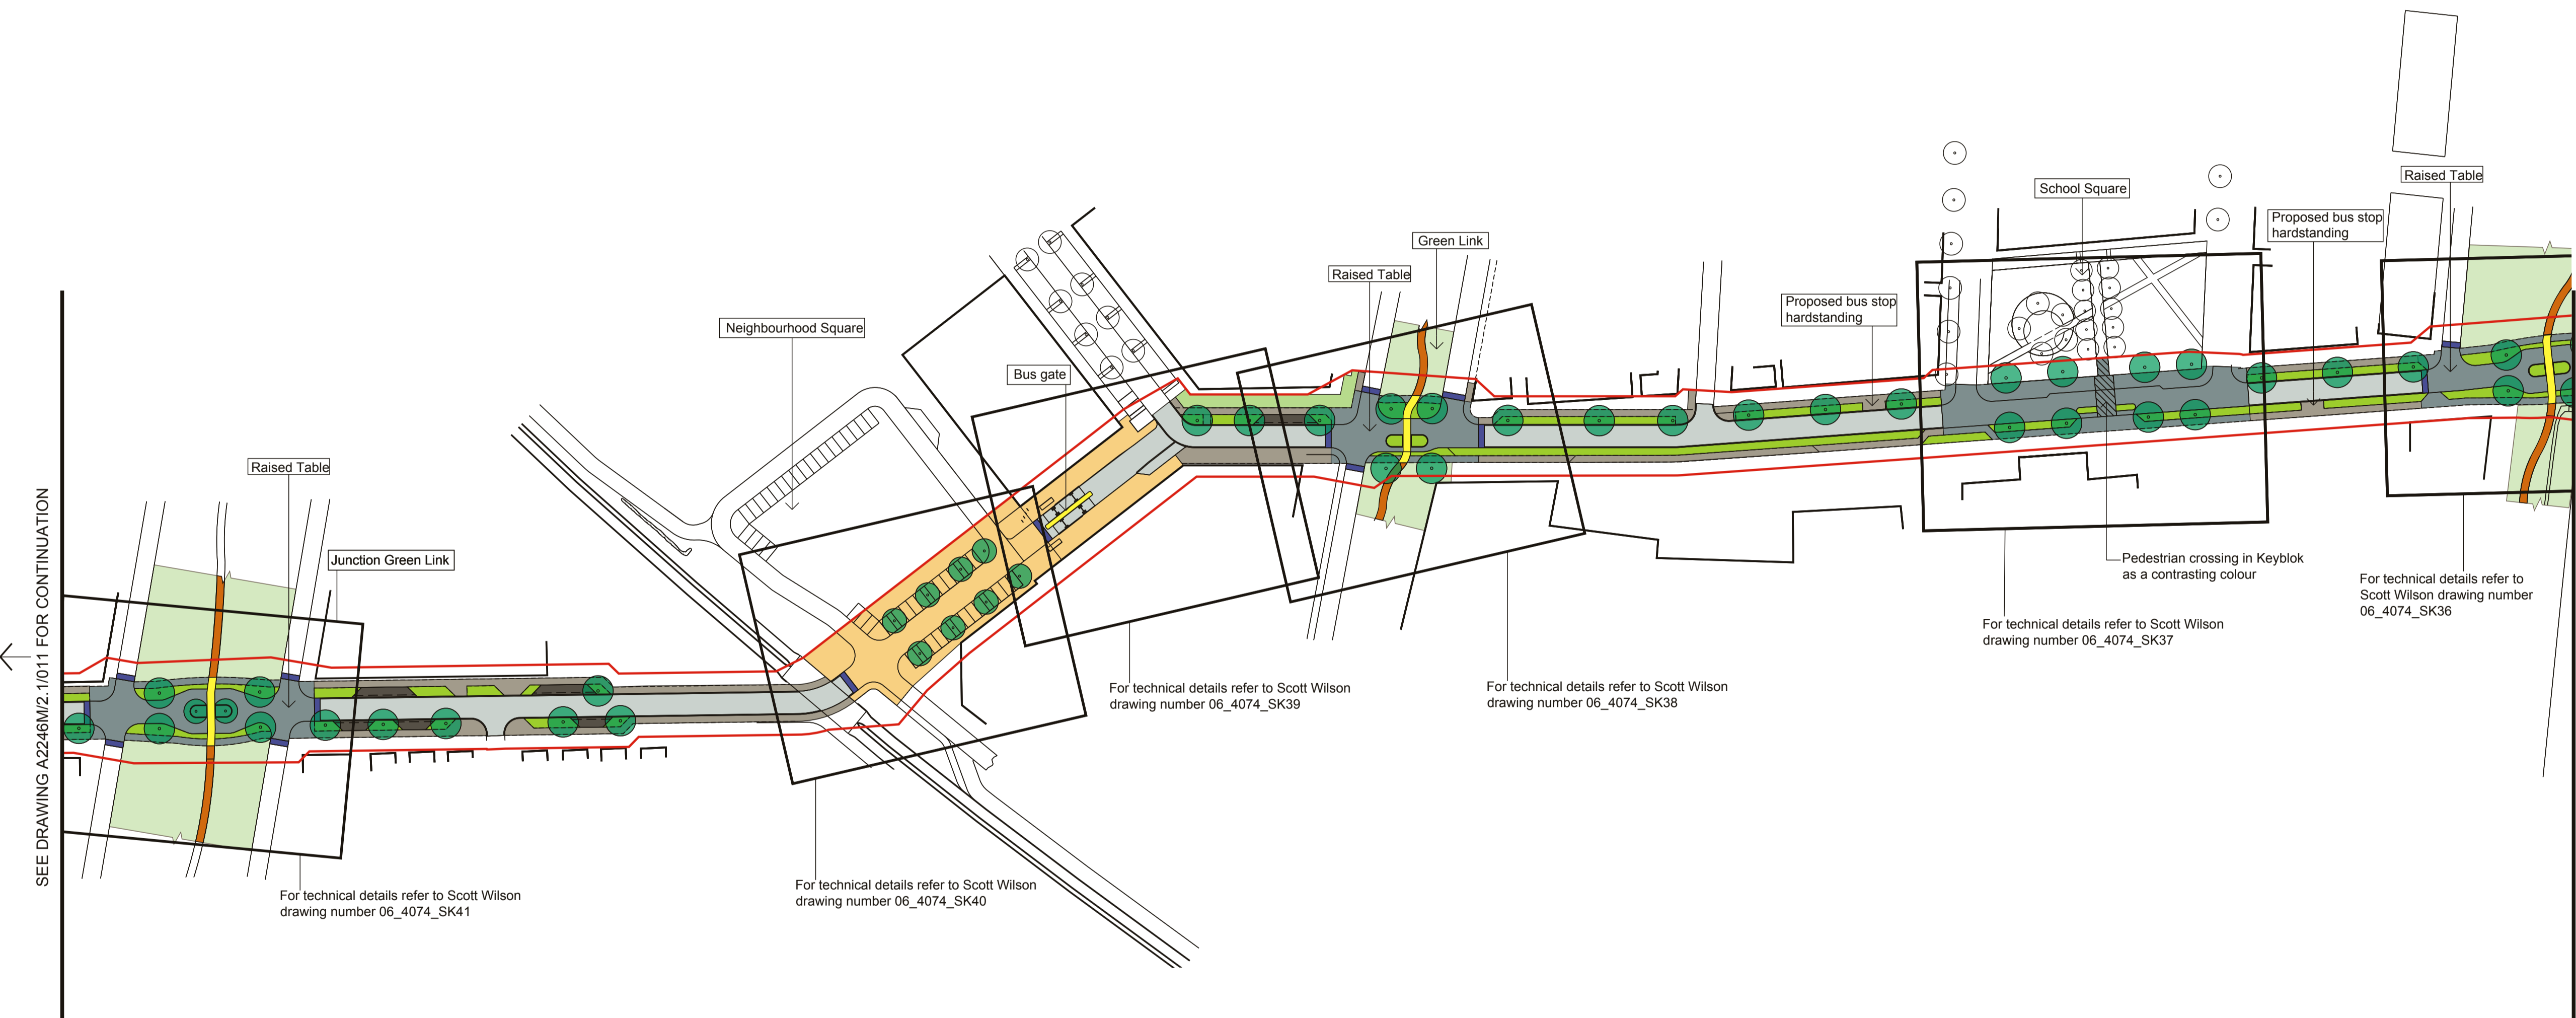 SEE DRAWING A2246M/2.1/011 FOR CONTINUATION
Raised Table
Junction Green Link
For technical details refer to Scott Wilson
drawing number 06_4074_SK41
Neighbourhood Square
Bus gate
For technical details refer to Scott Wilson
drawing number 06_4074_SK40
For technical details refer to Scott Wilson
drawing number 06_4074_SK39
Raised Table
Green Link
For technical details refer to Scott Wilson
drawing number 06_4074_SK38
Proposed bus stop
hardstanding
School Square
Pedestrian crossing in Keyblok
as a contrasting colour
For technical details refer to Scott Wilson
drawing number 06_4074_SK37
Proposed bus stop
hardstanding
Raised Table
For technical details refer to
Scott Wilson drawing number
06_4074_SK36